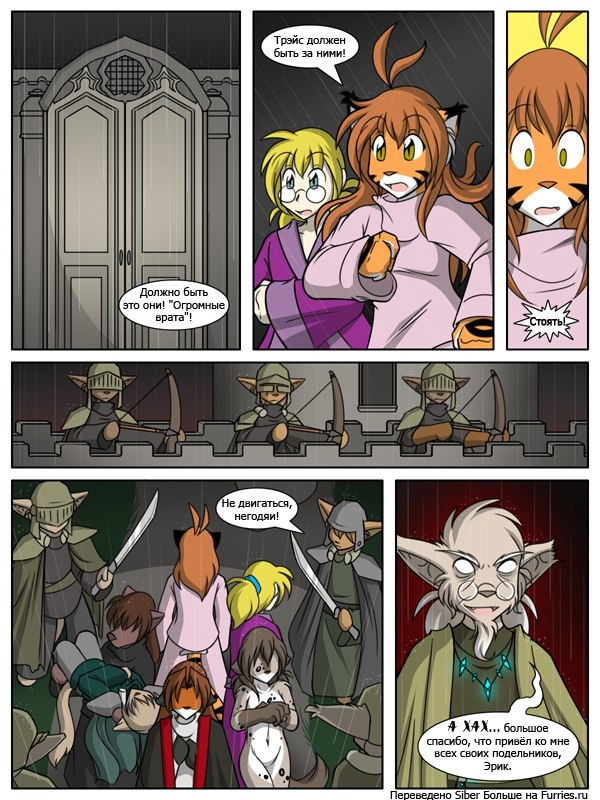 Должно быть
это они! "Огромные
врата"!
Трэйс должен
быть за ними!
Стоять!
Не двигаться,
негодяи!
А ХАХ... большое
спасибо, что привёл ко мне
всех своих подельников,
Эрик.
Переведено Siber Больше на Furries.ru